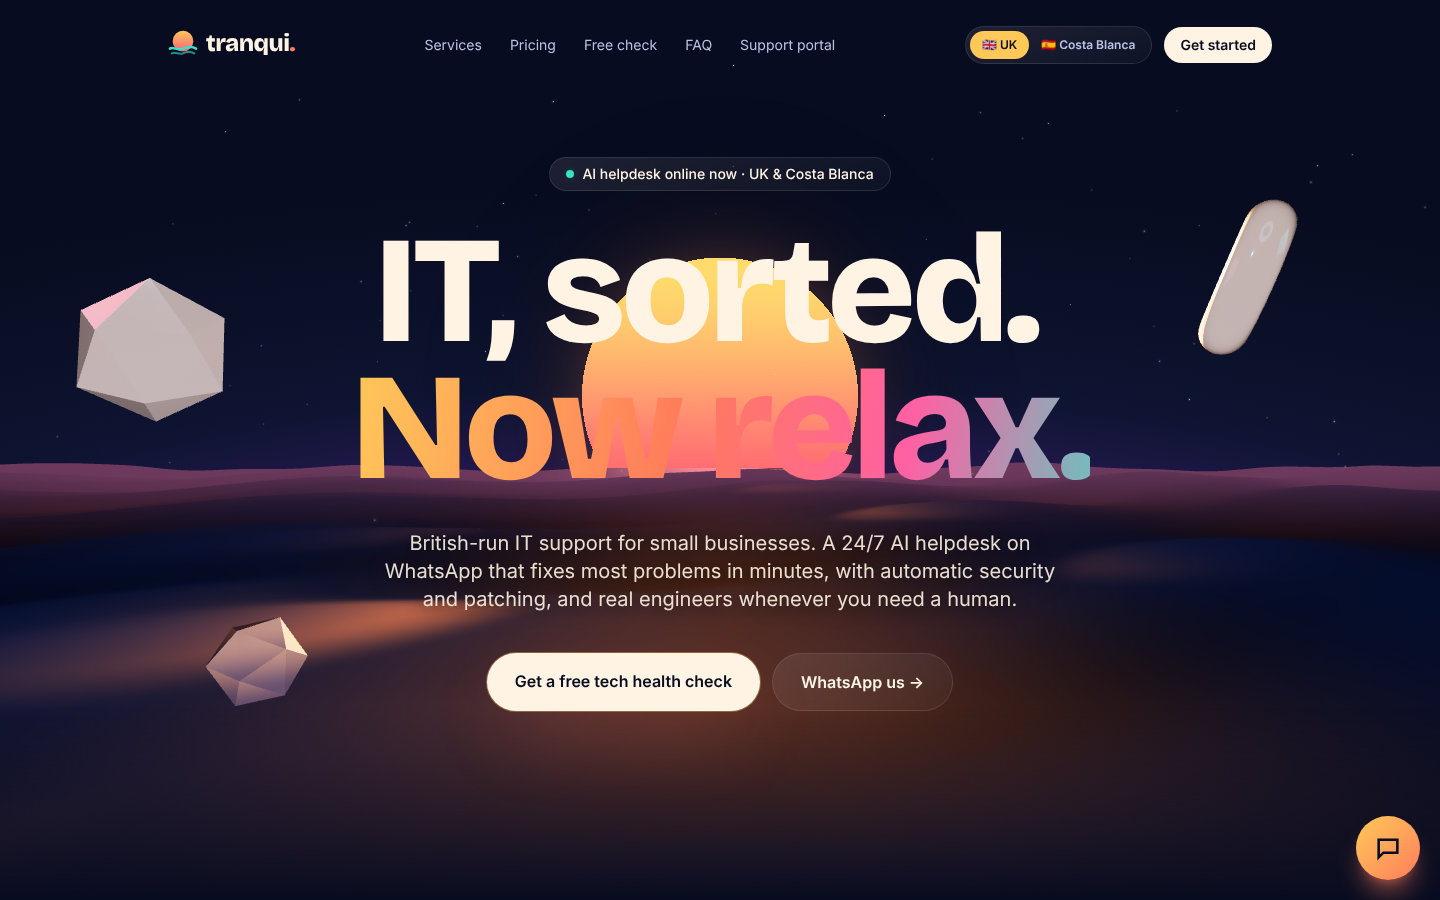 tranqui.
Services
Pricing
Free check
FAQ
Support portal
🇬🇧 UK
🇪🇸 Costa Blanca
Get started
AI helpdesk online now · UK & Costa Blanca
IT, sorted.
Now relax.
British-run IT support for small businesses. A 24/7 AI helpdesk on
WhatsApp that fixes most problems in minutes, with automatic security
and patching, and real engineers whenever you need a human.
Get a free tech health check
WhatsApp us →